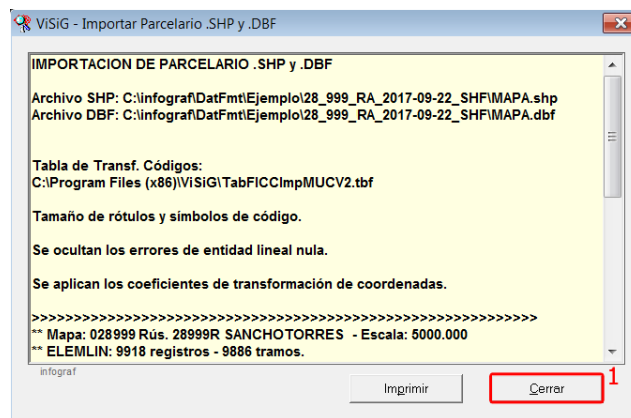 ViSiG - Importar Parcelario .SHP y .DBF
IMPORTACION DE PARCELARIO .SHP y .DBF
Archivo SHP: C:\infograf\DatFmt\Ejemplo\28_999_RA_2017-09-22_SHF\MAPA.shp
Archivo DBF: C:\infograf\DatFmt\Ejemplo\28_999_RA_2017-09-22_SHF\MAPA.dbf
Tabla de Transf. Códigos:
C:\Program Files (x86)\ViSiG\TabFICCImpMUCV2.tbf
Tamaño de rótulos y símbolos de código.
Se ocultan los errores de entidad lineal nula.
Se aplican los coeficientes de transformación de coordenadas.
>>>>>>>>>>>>>>>>>>>>>>>>>>>>>>>>>>>>>>>>>>>>>>>>>>>>>>>>>>>>
** Mapa: 028999 Rús. 28999R SANCHOTORRES - Escala: 5000.000
** ELEMLIN: 9918 registros - 9886 tramos.
infograf
Imprimir
Cerrar
1